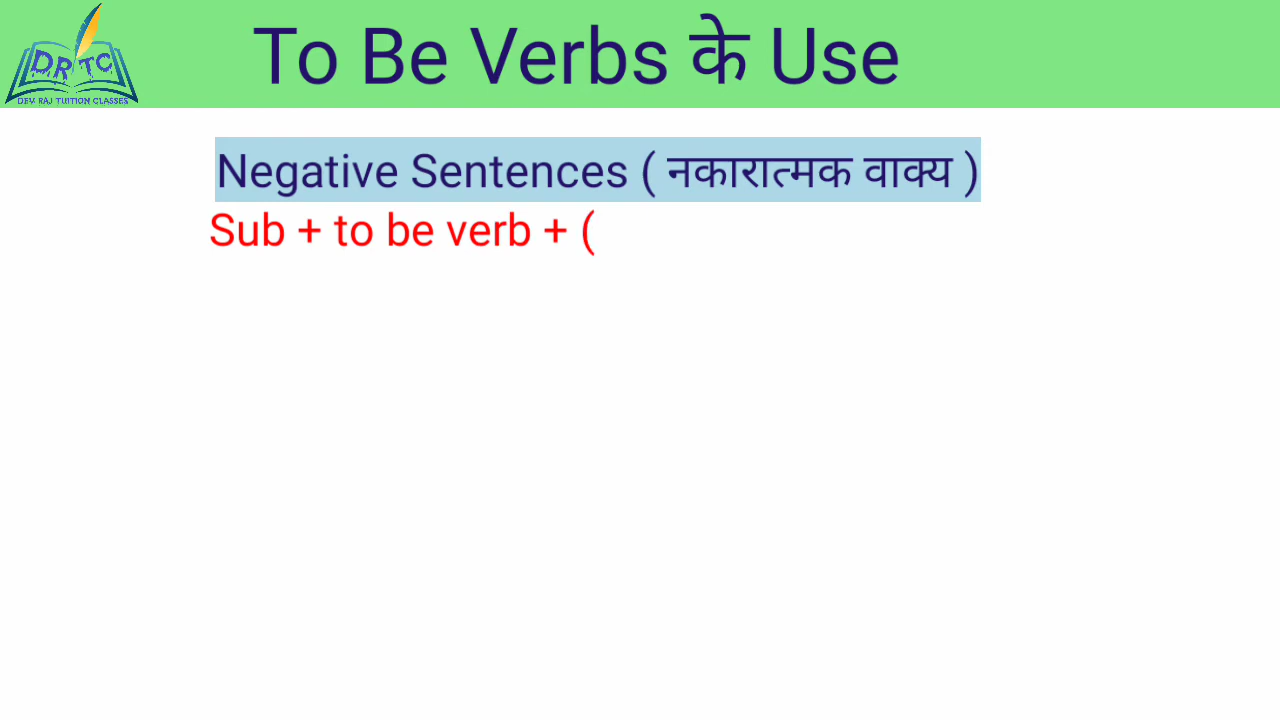 To Be Verbs के Use
DRTC
DEV RAJ TUITION CLASSES
Negative Sentences ( नकारात्मक वाक्य )
Sub + to be verb + (